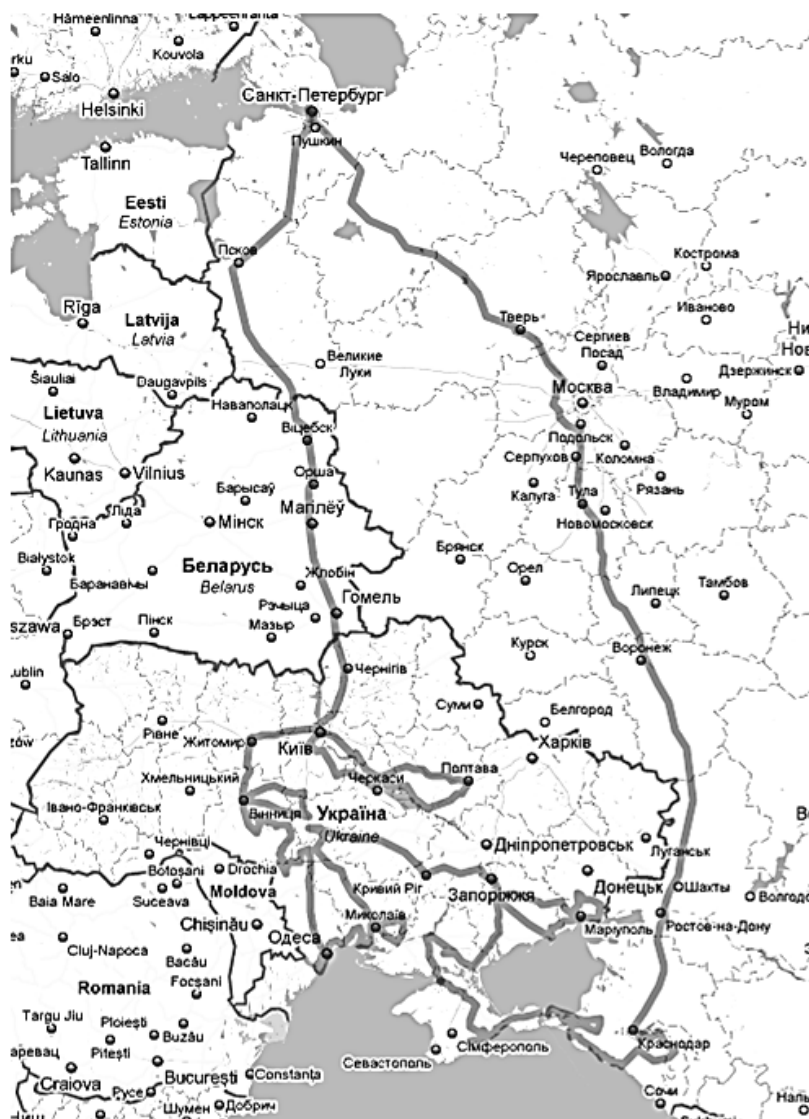 Hämeenlinna
Lappeenranta
Kouvola
Salo
Helsinki
Санкт-Петербург
Пушкин
Tallinn
Череповец
Вологда
Eesti
Estonia
Псков
Кострома
Ярославль
Rīga
Latvija
Latvia
Тверь
Иваново
Сергиев
Посад
Великие
Луки
Дзержинск
Šiauliai
Daugavpils
Москва
Владимир
Наваполацк
Муром
Lietuva
Lithuania
Віцебск
Подольск
Kaunas
Vilnius
Орша
Серпухов
Коломна
Барысаў
Калуга
Тула
Рязань
Гродна
Ліда
Мінск
Магілёў
Новомосковск
Białystok
Баранавічы
Беларусь
Belarus
Жлобін
Брянск
Орел
Липецк
Тамбов
Гомель
Рэчыца
szawa
Брэст
Пінск
Мазыр
Курск
Воронеж
Чернігів
Lublin
Суми
Белгород
Рівне
Житомир
Київ
Харків
Хмельницький
Черкаси
Полтава
Івано-Франківськ
Вінниця
Україна
Ukraine
Чернівці
Дніпропетровськ
Луганськ
Botoșani
Drochia
Baia Mare
Suceava
Moldova
Кривий Ріг
Запоріжжя
Донецьк
Шахты
Волгодо
Chișinău
Миколаїв
Маріуполь
Ростов-на-Дону
Cluj-Napoca
Bacău
Одеса
Focșani
Romania
Targu Jiu
Ploiești
Buzău
Pitești
Краснодар
Сімферополь
Севастополь
Craiova
București
Constanța
Русе
Сочи
Шумен
Добрич